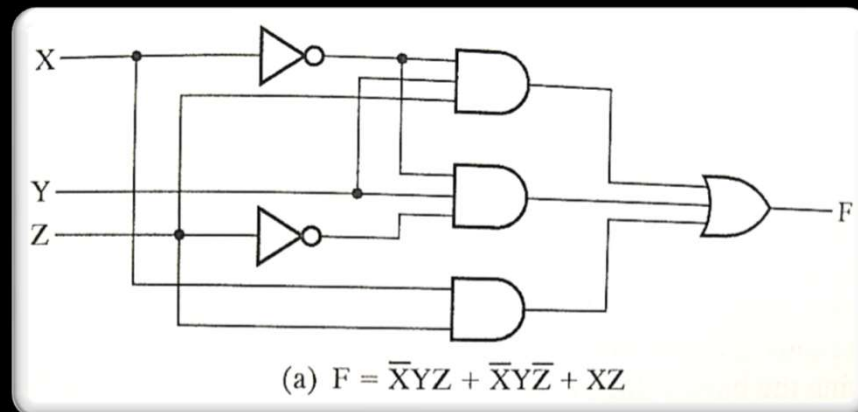 X
Y
Z
F
(a) F = X̅YZ + X̅YZ̅ + XZ